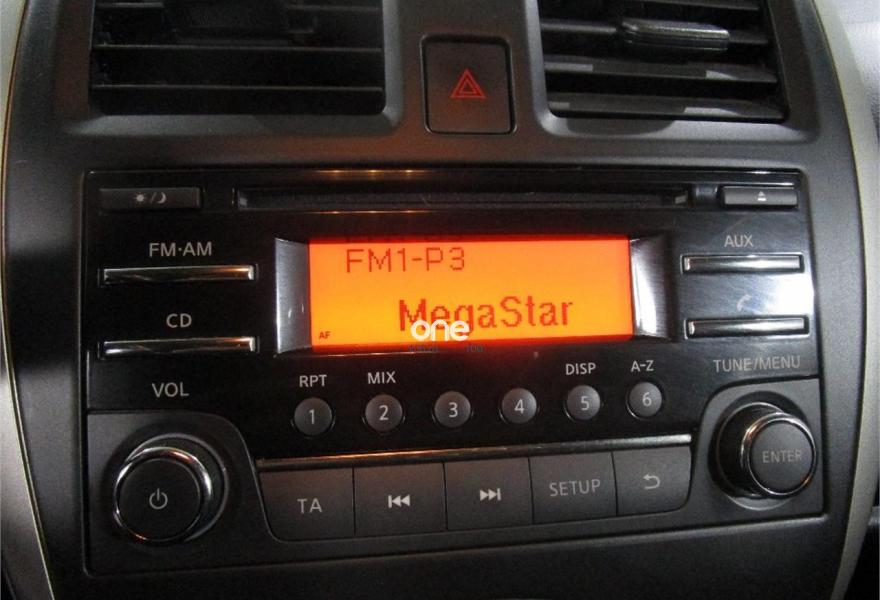 FM·AM
AUX
FM1-P3
MegaStar
AF
CD
one
VOL
RPT
MIX
DISP
A-Z
TUNE/MENU
1
2
3
4
5
6
ENTER
TA
SETUP